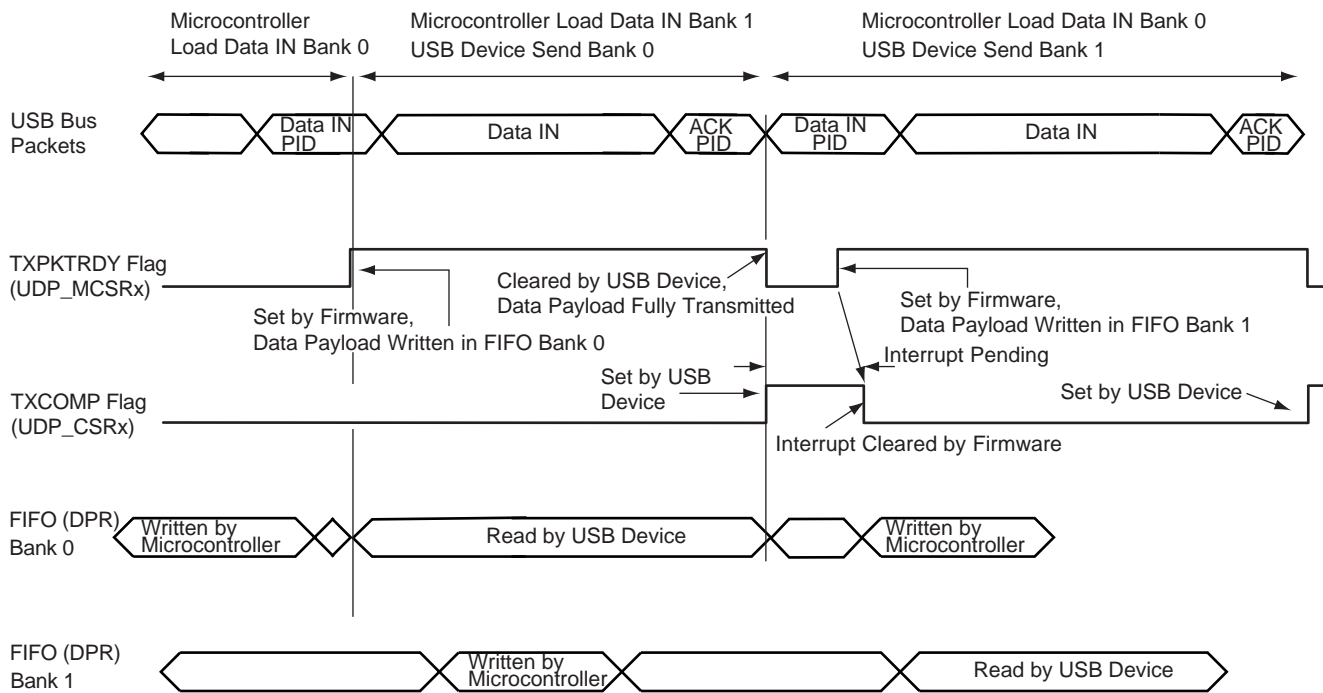 Microcontroller
Load Data IN Bank 0
Microcontroller Load Data IN Bank 1
USB Device Send Bank 0
Microcontroller Load Data IN Bank 0
USB Device Send Bank 1
USB Bus
Packets
Data IN
PID
Data IN
ACK
PID
Data IN
PID
Data IN
ACK
PID
TXPKTRDY Flag
(UDP_MCSRx)
Set by Firmware,
Data Payload Written in FIFO Bank 0
Cleared by USB Device,
Data Payload Fully Transmitted
Set by Firmware,
Data Payload Written in FIFO Bank 1
Interrupt Pending
Set by USB
Device
TXCOMP Flag
(UDP_CSRx)
Set by USB Device
Interrupt Cleared by Firmware
FIFO (DPR)
Bank 0
Written by
Microcontroller
Read by USB Device
Written by
Microcontroller
FIFO (DPR)
Bank 1
Written by
Microcontroller
Read by USB Device